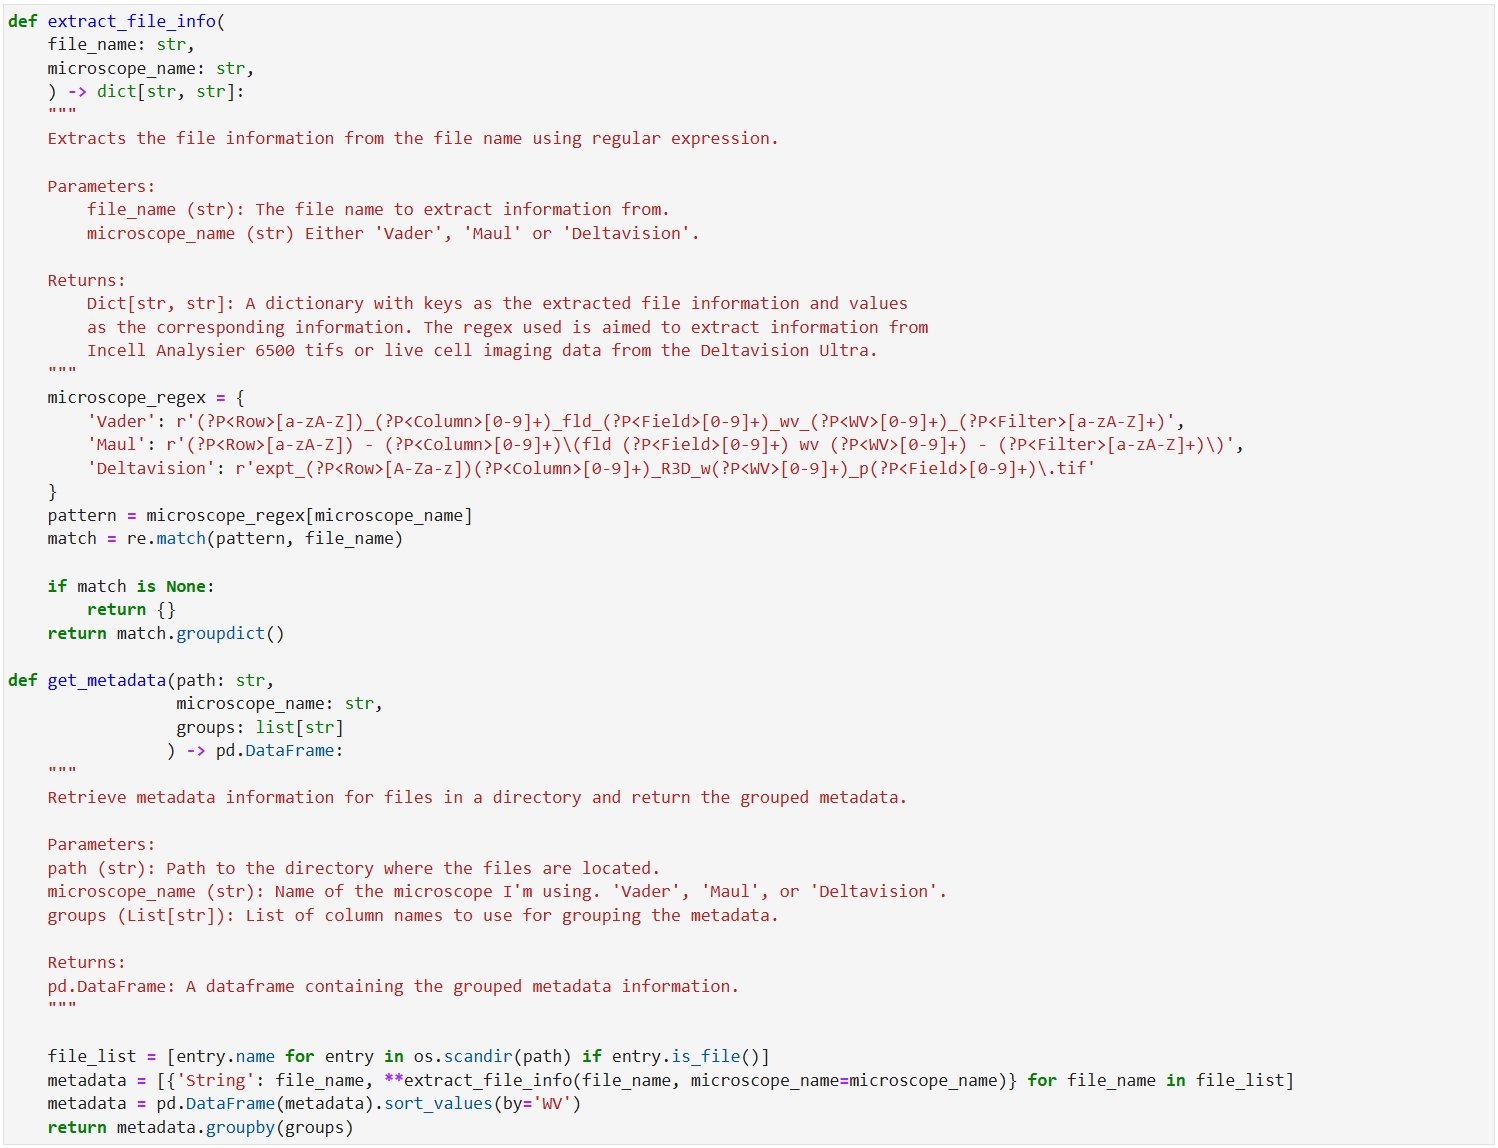 def extract_file_info(
    file_name: str,
    microscope_name: str,
    ) -> dict[str, str]:
    """
    Extracts the file information from the file name using regular expression.

    Parameters:
        file_name (str): The file name to extract information from.
        microscope_name (str) Either 'Vader', 'Maul' or 'Deltavision'.

    Returns:
        Dict[str, str]: A dictionary with keys as the extracted file information and values
        as the corresponding information. The regex used is aimed to extract information from
        Incell Analysier 6500 tifs or live cell imaging data from the Deltavision Ultra.
    """
    microscope_regex = {
        'Vader': r'(?P<Row>[a-zA-Z])_(?P<Column>[0-9]+)_fld_(?P<Field>[0-9]+)_wv_(?P<WV>[0-9]+)_(?P<Filter>[a-zA-Z]+)',
        'Maul': r'(?P<Row>[a-zA-Z]) - (?P<Column>[0-9]+)\(fld (?P<Field>[0-9]+) wv (?P<WV>[0-9]+) - (?P<Filter>[a-zA-Z]+)\)',
        'Deltavision': r'expt_(?P<Row>[A-Za-z])(?P<Column>[0-9]+)_R3D_w(?P<WV>[0-9]+)_p(?P<Field>[0-9]+)\.tif'
    }
    pattern = microscope_regex[microscope_name]
    match = re.match(pattern, file_name)

    if match is None:
        return {}
    return match.groupdict()

def get_metadata(path: str,
                 microscope_name: str,
                 groups: list[str]
                ) -> pd.DataFrame:
    """
    Retrieve metadata information for files in a directory and return the grouped metadata.

    Parameters:
    path (str): Path to the directory where the files are located.
    microscope_name (str): Name of the microscope I'm using. 'Vader', 'Maul', or 'Deltavision'.
    groups (List[str]): List of column names to use for grouping the metadata.

    Returns:
    pd.DataFrame: A dataframe containing the grouped metadata information.
    """

    file_list = [entry.name for entry in os.scandir(path) if entry.is_file()]
    metadata = [{'String': file_name, **extract_file_info(file_name, microscope_name=microscope_name)} for file_name in file_list]
    metadata = pd.DataFrame(metadata).sort_values(by='WV')
    return metadata.groupby(groups)